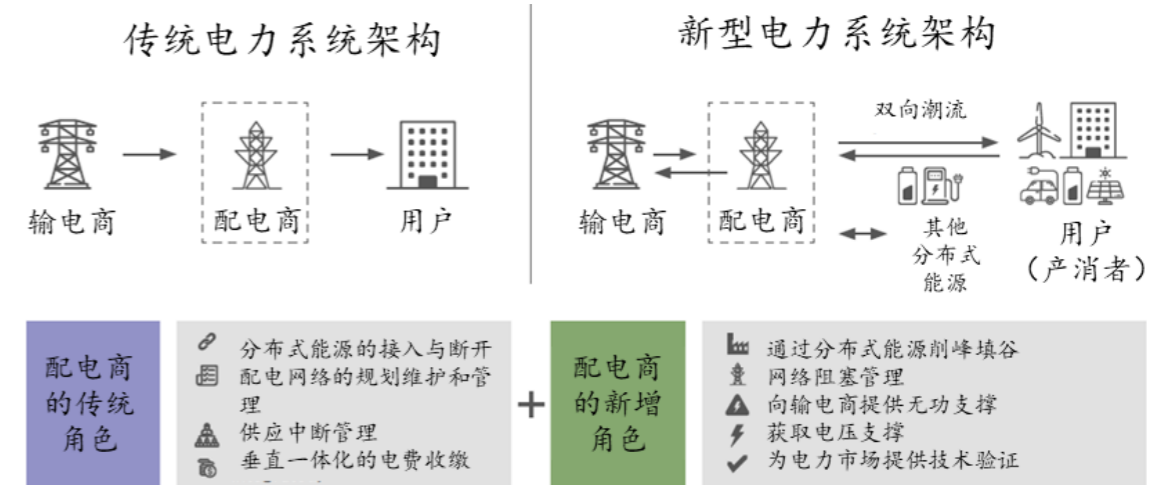 传统电力系统架构
输电商
配电商
用户
新型电力系统架构
双向潮流
输电商
配电商
其他
分布式
能源
用户
（产消者）
配电商
的传统
角色
分布式能源的接入与断开
配电网络的规划维护和管
理
供应中断管理
垂直一体化的电费收缴
+
配电商
的新增
角色
通过分布式能源削峰填谷
网络阻塞管理
向输电商提供无功支撑
获取电压支撑
为电力市场提供技术验证